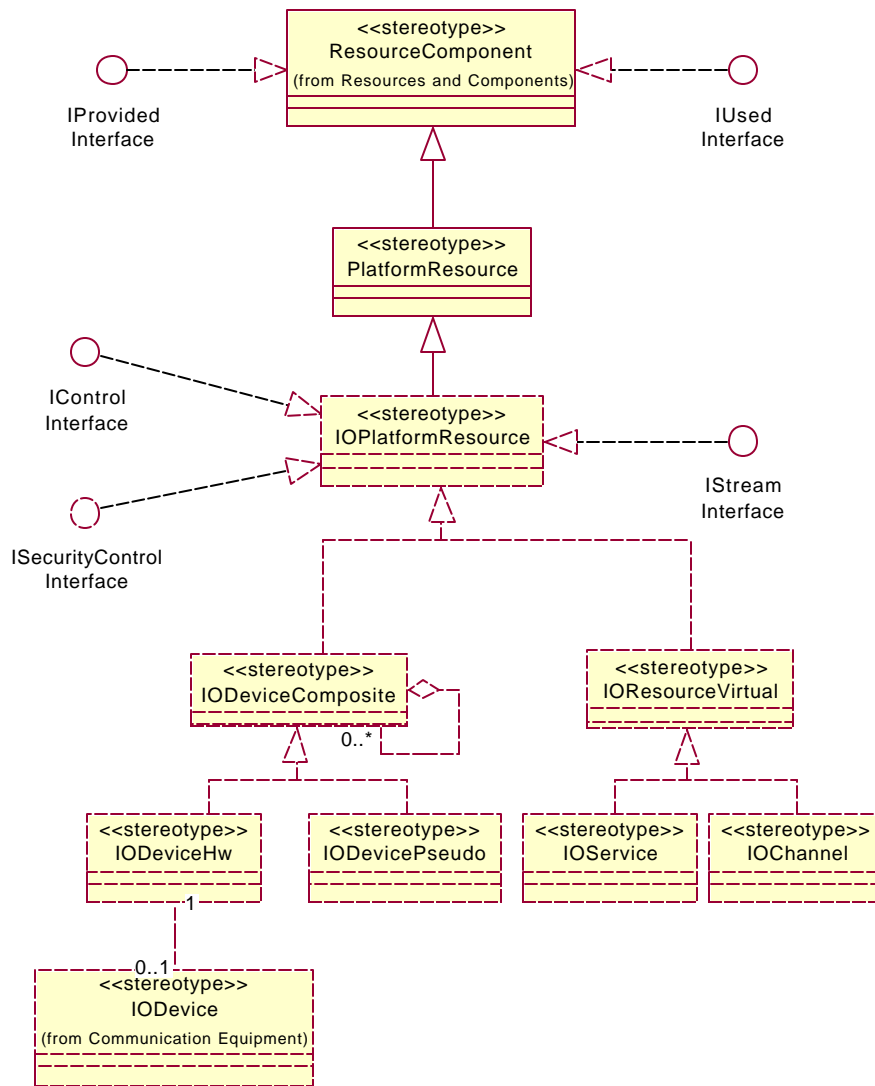 <<stereotype>>
ResourceComponent
(from Resources and Components)
IProvided
Interface
IUsed
Interface
<<stereotype>>
PlatformResource
IControl
Interface
<<stereotype>>
IOPlatformResource
IStream
Interface
ISecurityControl
Interface
<<stereotype>>
IODeviceComposite
0..*
<<stereotype>>
IOResourceVirtual
<<stereotype>>
IODeviceHw
1
<<stereotype>>
IODevicePseudo
<<stereotype>>
IOService
<<stereotype>>
IOChannel
0..1
<<stereotype>>
IODevice
(from Communication Equipment)